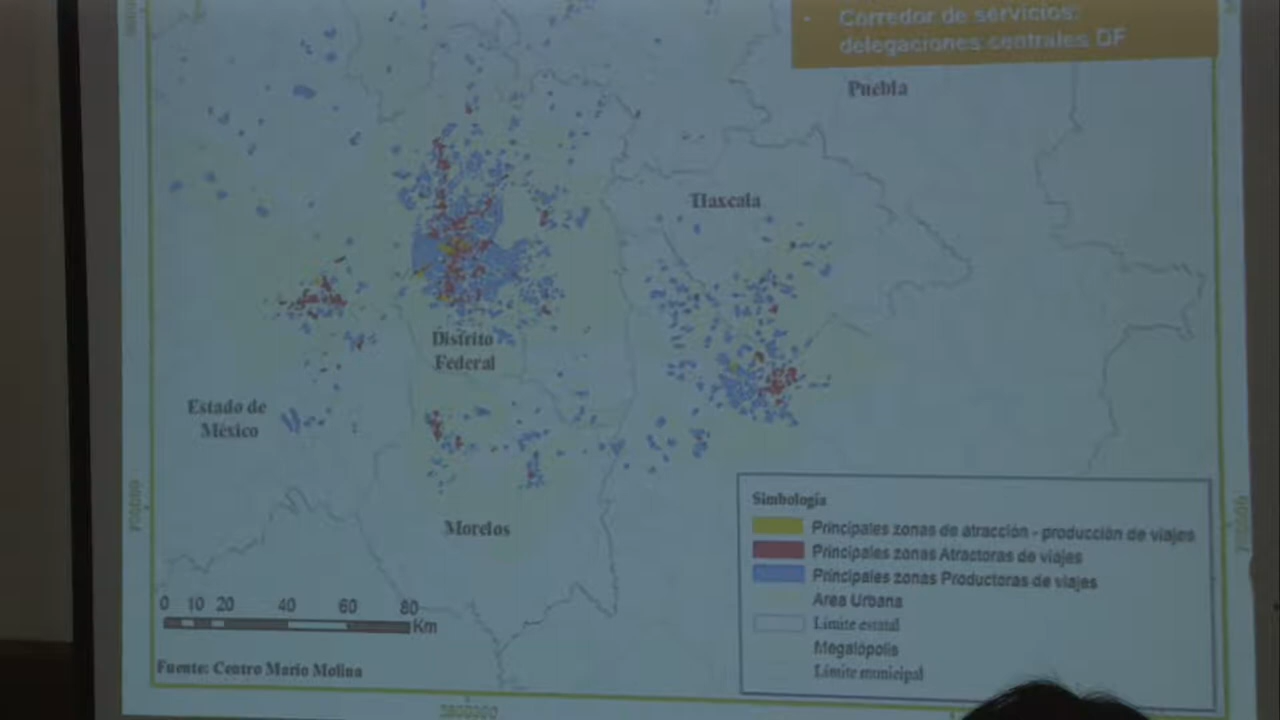 Corredor de servicios:
delegaciones centrales DF
Puebla
Tlaxcala
Distrito
Federal
Estado de
México
Morelos
Simbología
Principales zonas de atracción - producción de viajes
Principales zonas Atractoras de viajes
Principales zonas Productoras de viajes
Area Urbana
Límite estatal
Megalópolis
Límite municipal
0 10 20 40 60 80
Km
Fuente: Centro Mario Molina